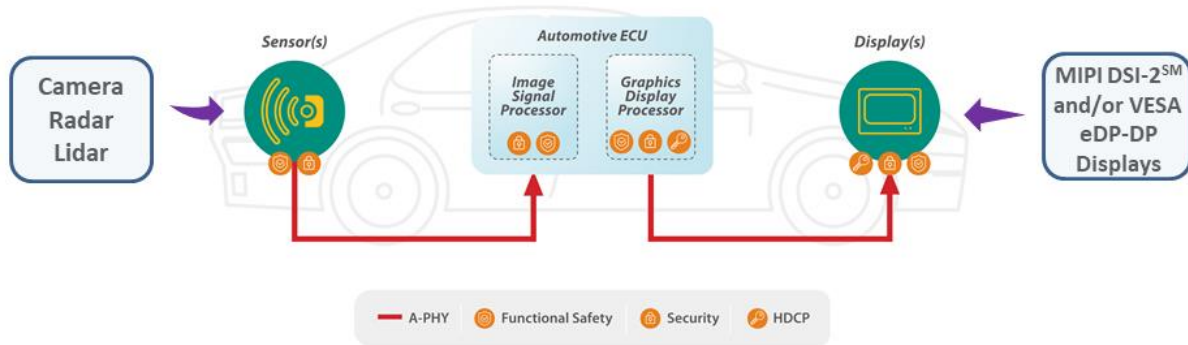 Sensor(s)
Automotive ECU
Display(s)
Camera
Radar
Lidar
Image
Signal
Processor
Graphics
Display
Processor
MIPI DSI-2SM
and/or VESA
eDP-DP
Displays
A-PHY
Functional Safety
Security
HDCP